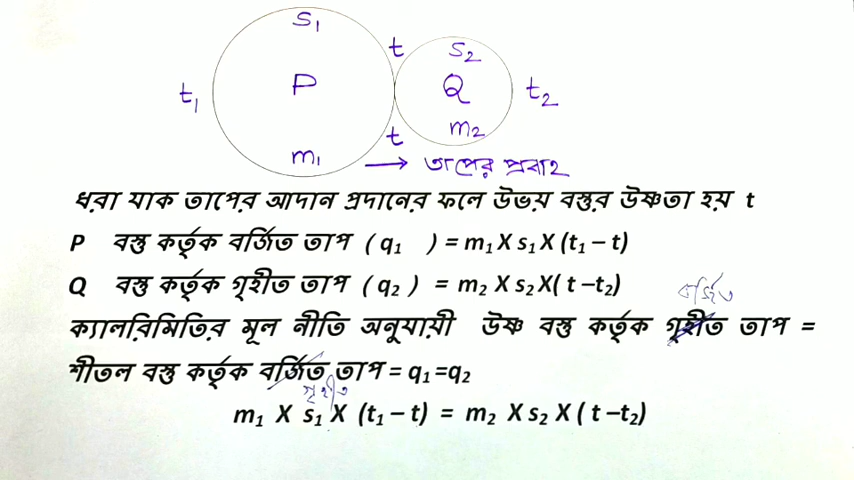 S₁
t
S₂
t₁
P
Q
t₂
m₂
t
m₁
→ তাপের প্রবাহ
ধরা যাক তাপের আদান প্রদানের ফলে উভয় বস্তুর উষ্ণতা হয় t
P বস্তু কর্তৃক বর্জিত তাপ ( q₁ ) = m₁ X s₁ X (t₁ – t)
Q বস্তু কর্তৃক গৃহীত তাপ ( q₂ ) = m₂ X s₂ X( t –t₂)
বর্জিত
ক্যালরিমিতির মূল নীতি অনুযায়ী উষ্ণ বস্তু কর্তৃক গৃহীত তাপ =
শীতল বস্তু কর্তৃক বর্জিত তাপ = q₁ =q₂
গৃহীত
m₁ X s₁ X (t₁ – t) = m₂ X s₂ X ( t –t₂)